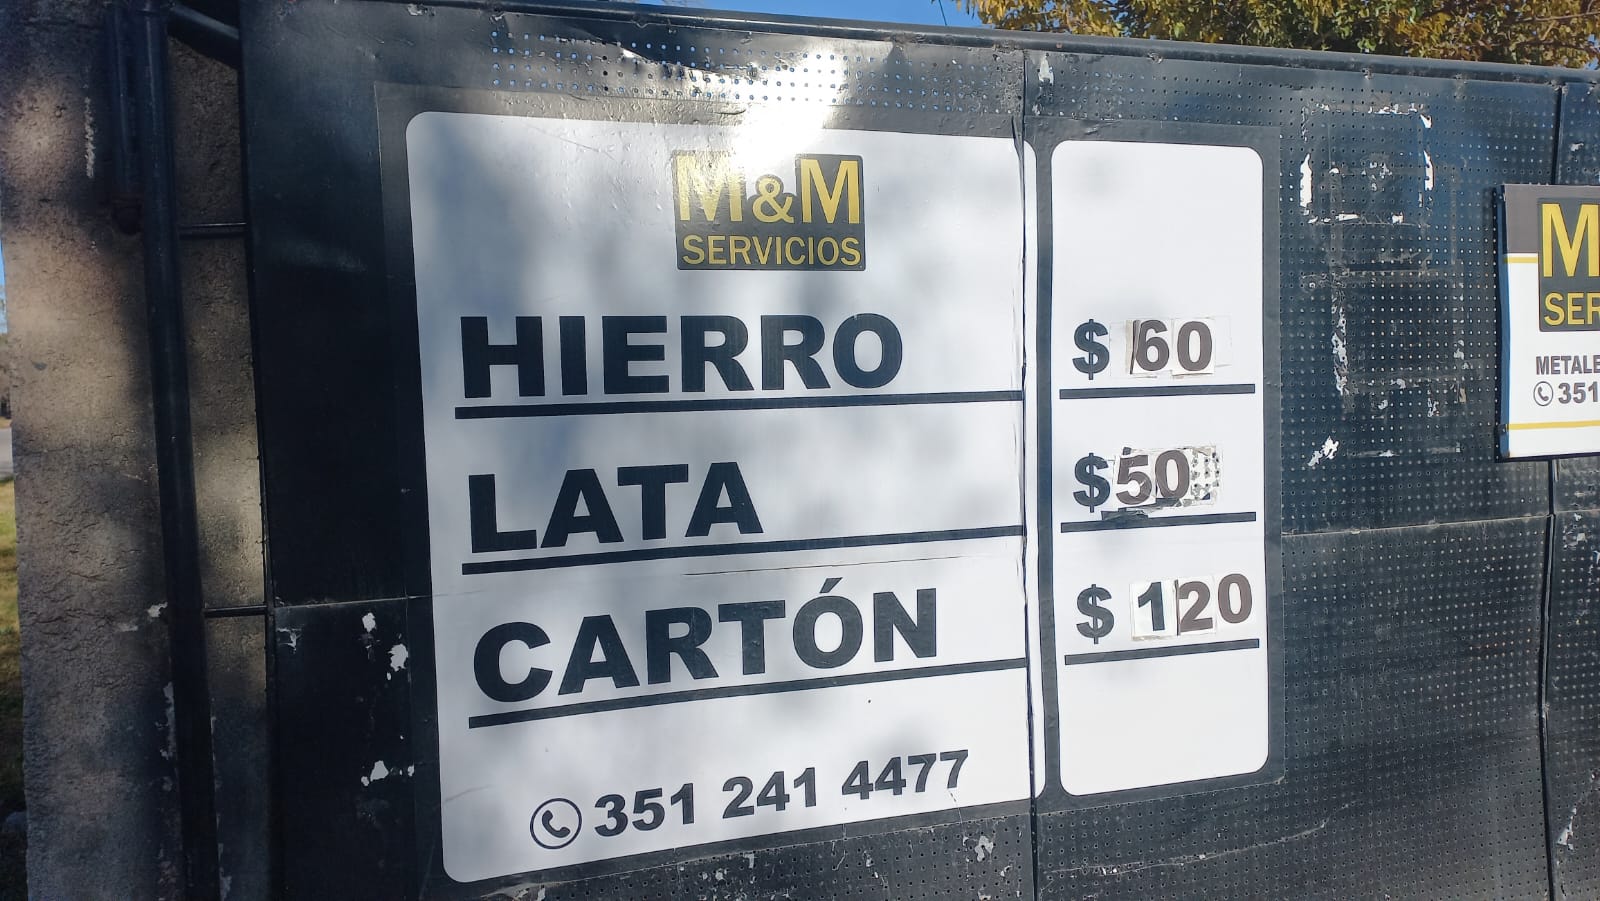 M&M
SERVICIOS
HIERRO $ 60
LATA $50
CARTÓN $ 120
351 241 4477
M
SER
METALE
351